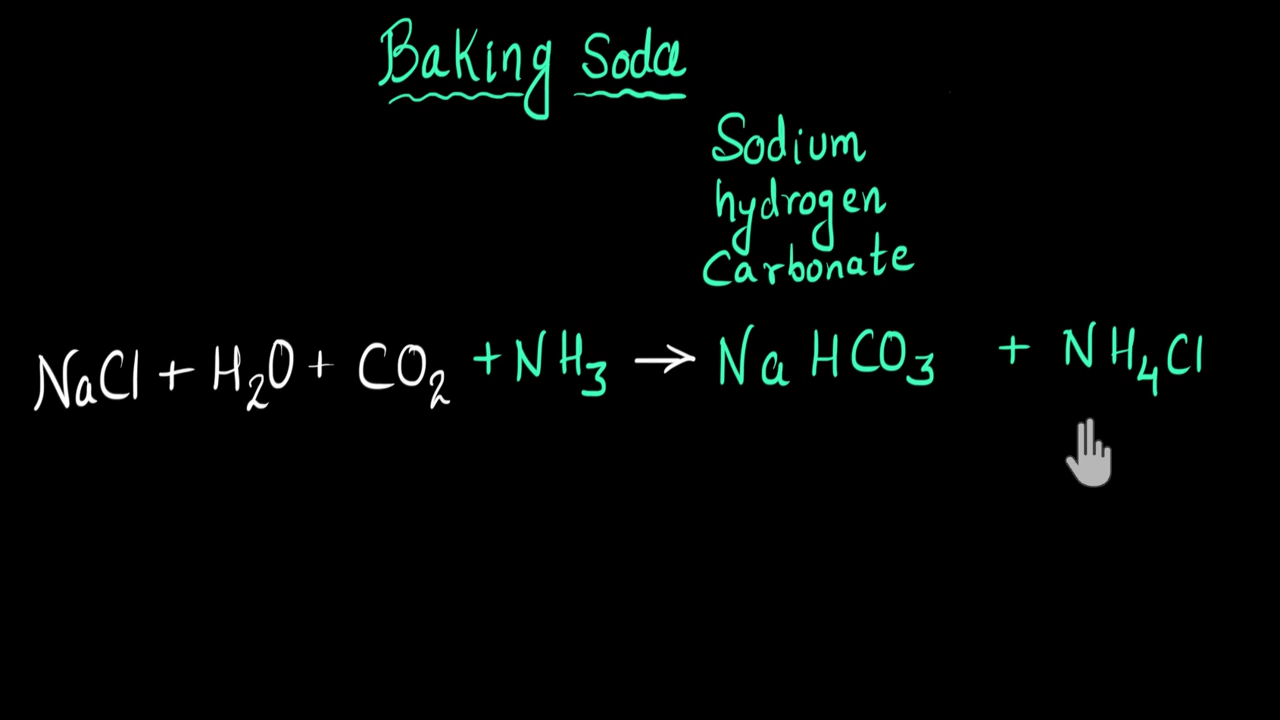 Baking Soda
Sodium
hydrogen
Carbonate
NaCl + H₂O + CO₂ + NH₃ → NaHCO₃ + NH₄Cl